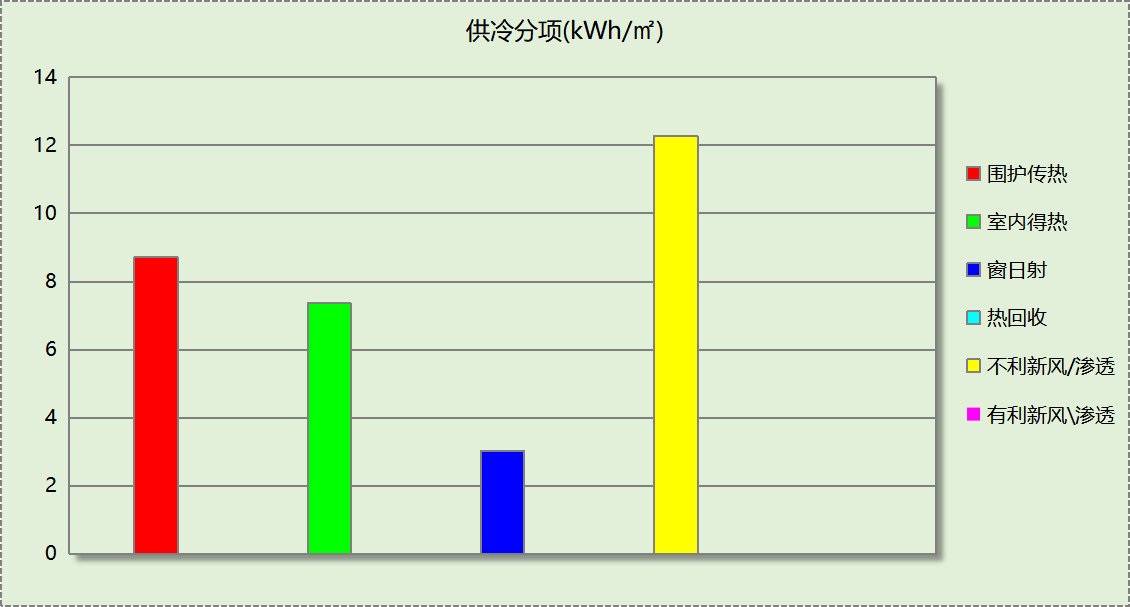 供冷分项(kWh/㎡)
14
12
10
8
6
4
2
0
围护传热
室内得热
窗日射
热回收
不利新风/渗透
有利新风\渗透